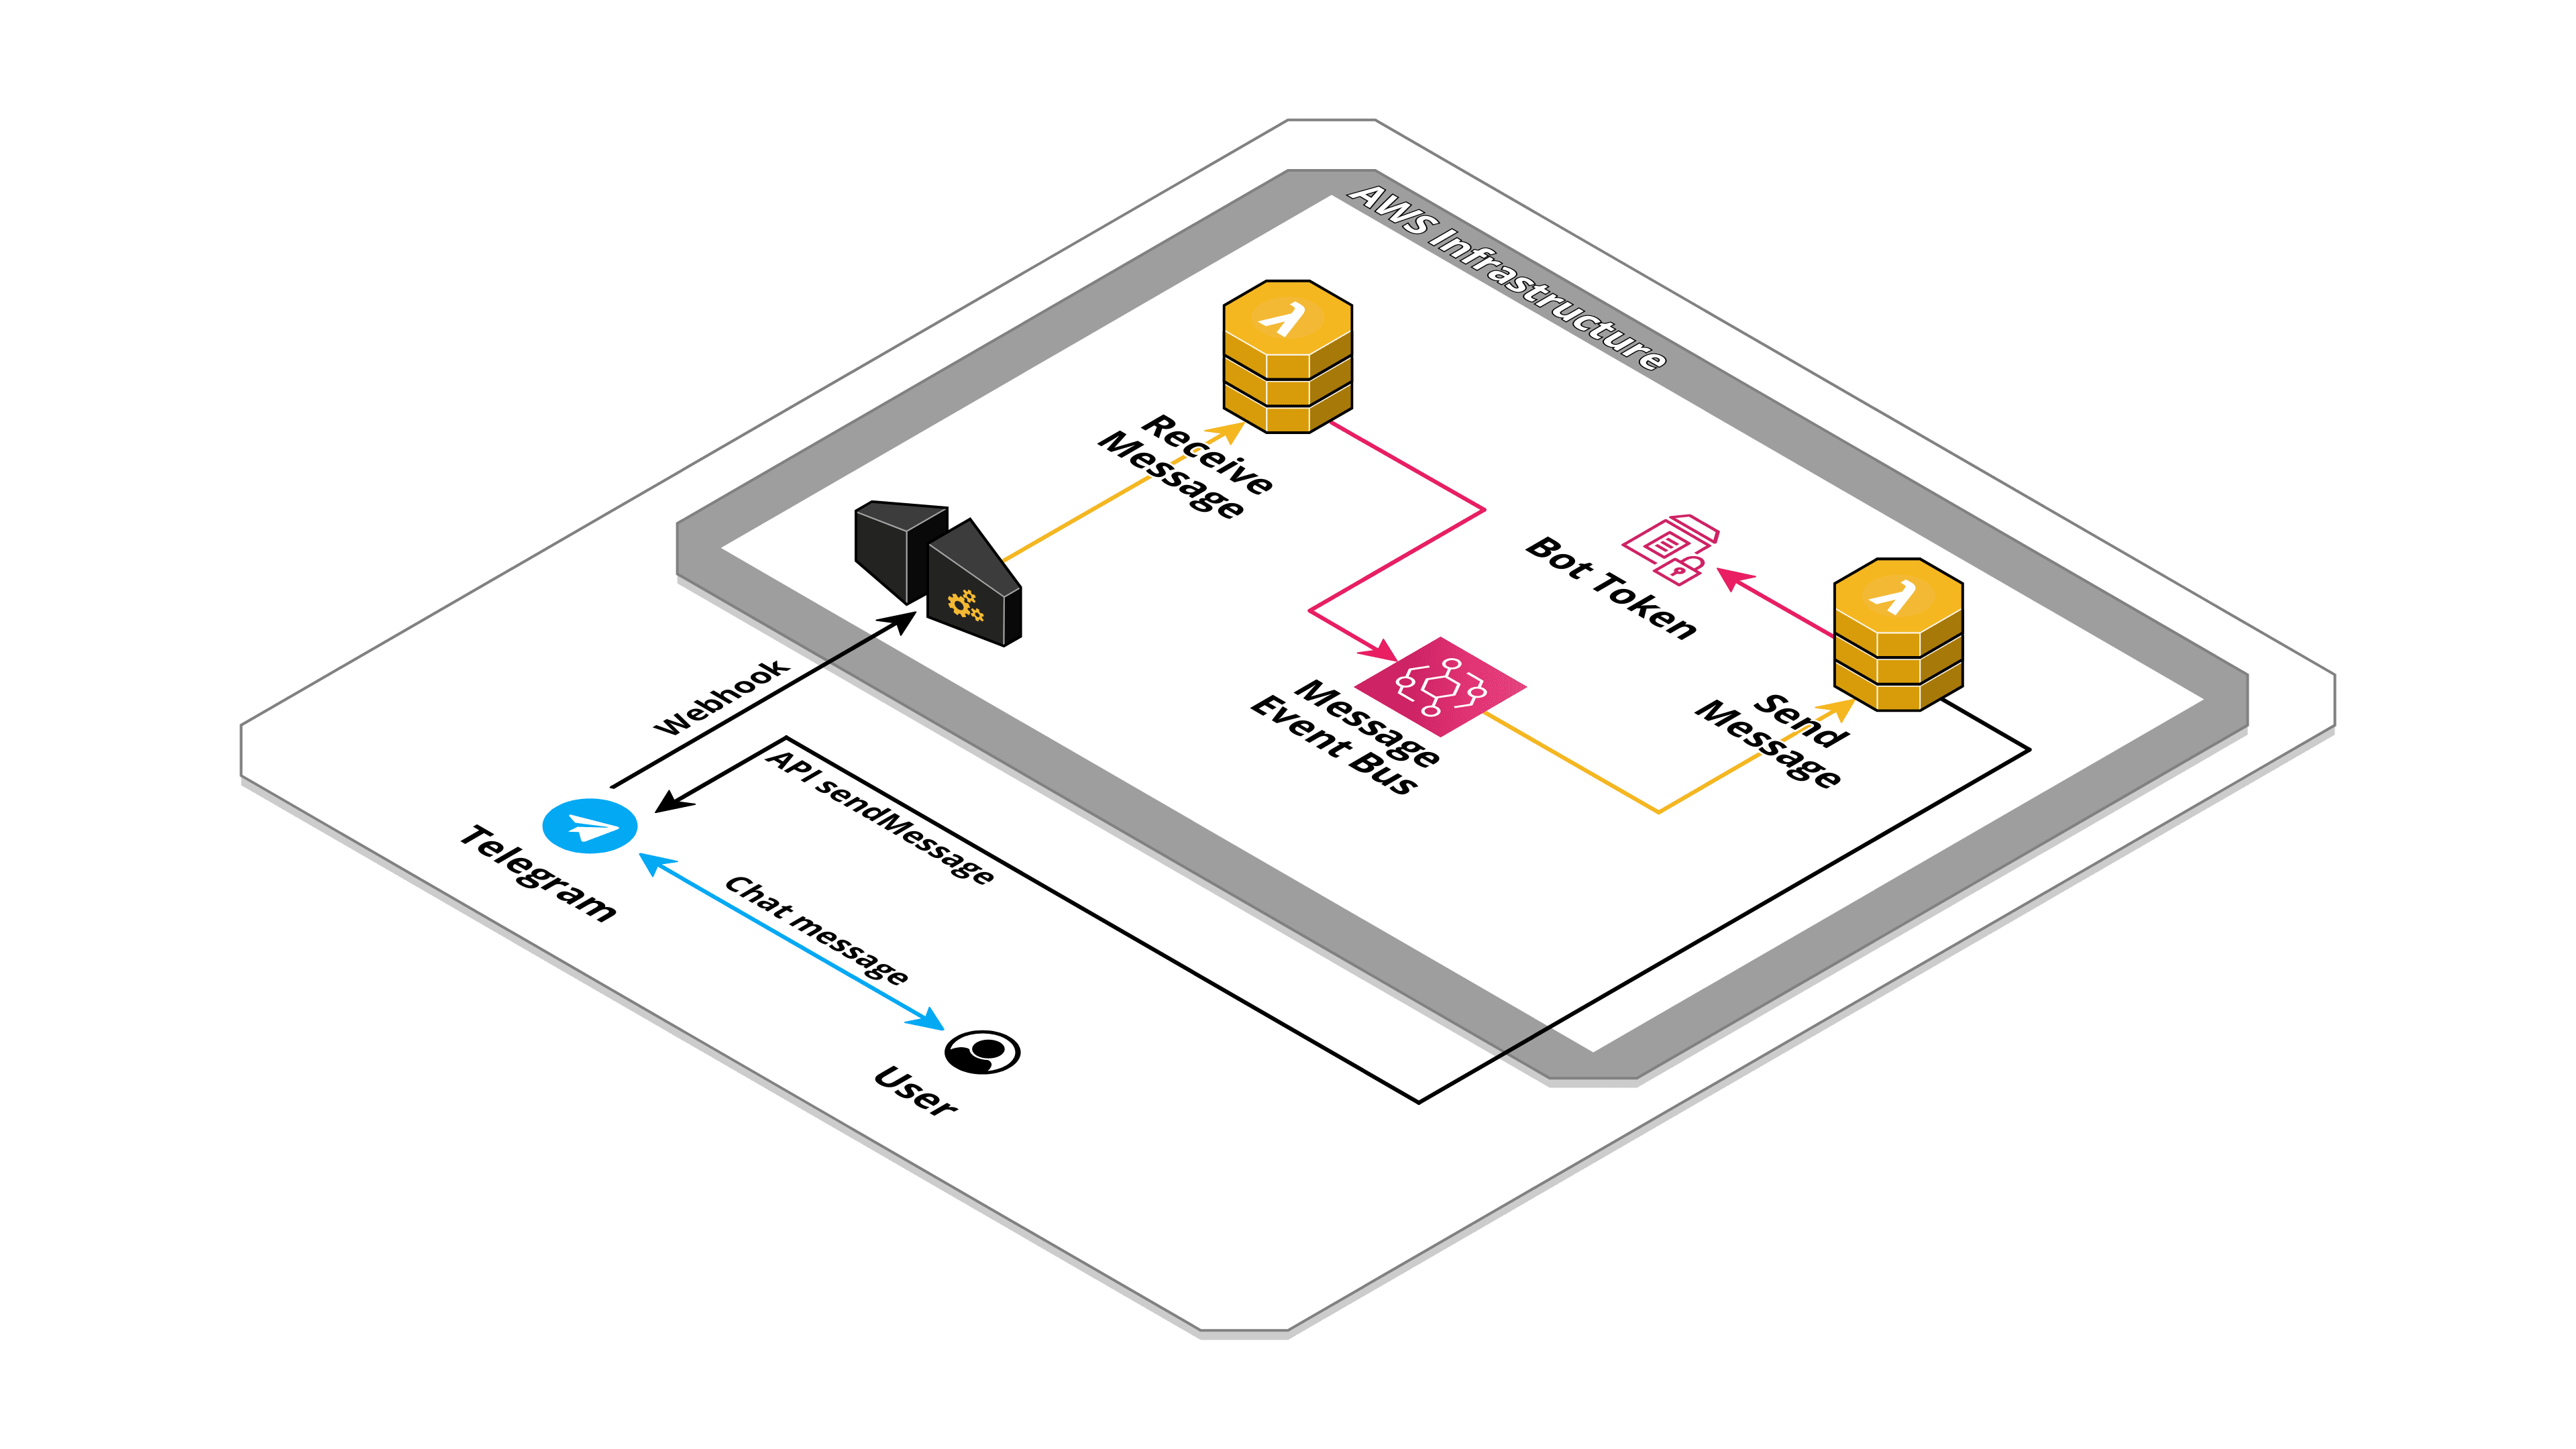 AWS Infrastructure
λ
Receive
Message
Bot Token
λ
Send
Message
Message
Event Bus
Webhook
API sendMessage
Telegram
Chat message
User